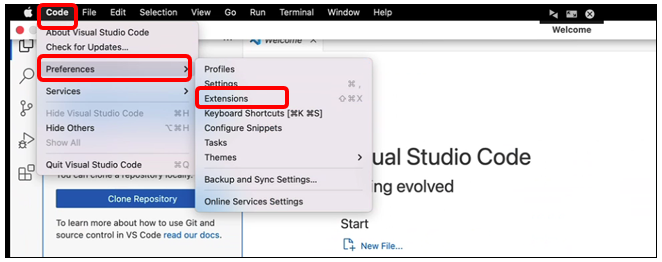 Code File Edit Selection View Go Run Terminal Window Help
Welcome
Welcome
About Visual Studio Code
Check for Updates...
Preferences
Services
Hide Visual Studio Code ⌘H
Hide Others ⌥⌘H
Show All
Quit Visual Studio Code ⌘Q
Profiles
Settings ⌘,
Extensions ⇧⌘X
Keyboard Shortcuts [⌘K ⌘S]
Configure Snippets
Tasks
Themes
Backup and Sync Settings...
Online Services Settings
You can clone a repository locally.
Clone Repository
To learn more about how to use Git and
source control in VS Code read our docs.
ual Studio Code
ing evolved
Start
New File...